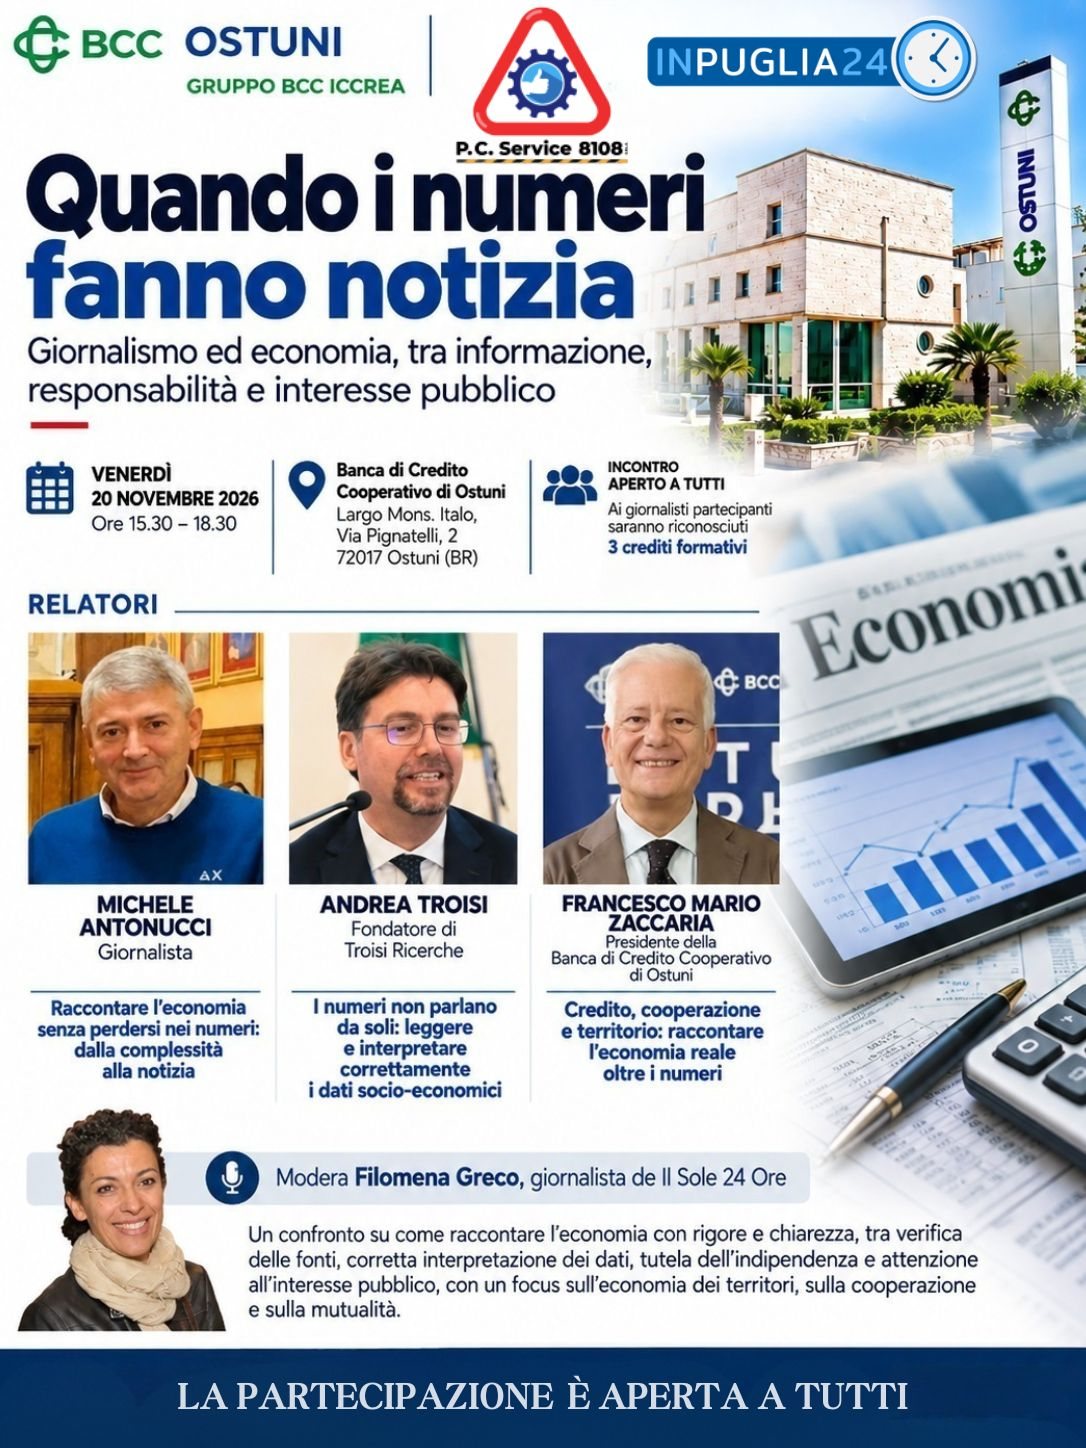 BCC OSTUNI
GRUPPO BCC ICCREA
P.C. Service 8108
INPUGLIA24
OSTUNI
Quando i numeri
fanno notizia
Giornalismo ed economia, tra informazione,
responsabilità e interesse pubblico
VENERDÌ
20 NOVEMBRE 2026
Ore 15.30 – 18.30
Banca di Credito
Cooperativo di Ostuni
Largo Mons. Italo,
Via Pignatelli, 2
72017 Ostuni (BR)
INCONTRO
APERTO A TUTTI
Ai giornalisti partecipanti
saranno riconosciuti
3 crediti formativi
Economi
RELATORI
BCC
AX
MICHELE
ANTONUCCI
Giornalista
Raccontare l'economia
senza perdersi nei numeri:
dalla complessità
alla notizia
ANDREA TROISI
Fondatore di
Troisi Ricerche
I numeri non parlano
da soli: leggere
e interpretare
correttamente
i dati socio-economici
FRANCESCO MARIO
ZACCARIA
Presidente della
Banca di Credito Cooperativo
di Ostuni
Credito, cooperazione
e territorio: raccontare
l'economia reale
oltre i numeri
Modera Filomena Greco, giornalista de Il Sole 24 Ore
Un confronto su come raccontare l'economia con rigore e chiarezza, tra verifica
delle fonti, corretta interpretazione dei dati, tutela dell'indipendenza e attenzione
all'interesse pubblico, con un focus sull'economia dei territori, sulla cooperazione
e sulla mutualità.
LA PARTECIPAZIONE È APERTA A TUTTI